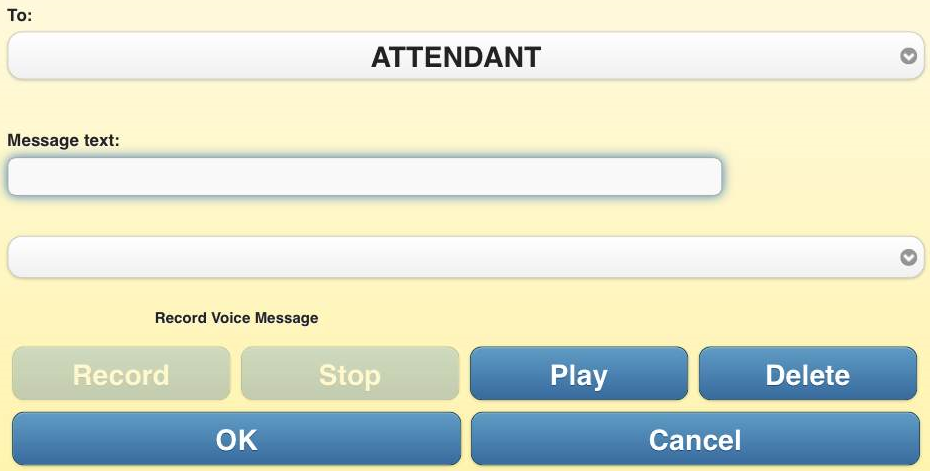 To:
ATTENDANT
Message text:
Record Voice Message
Record Stop Play Delete
OK Cancel